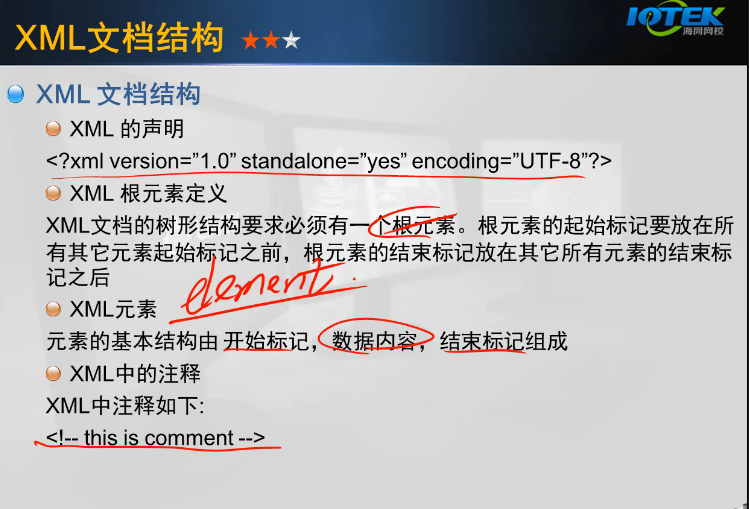 XML文档结构 ★★★
IOTEK
海同网校
XML 文档结构
XML 的声明
<?xml version=”1.0” standalone=”yes” encoding=”UTF-8”?>
XML 根元素定义
XML文档的树形结构要求必须有一个根元素。根元素的起始标记要放在所
有其它元素起始标记之前，根元素的结束标记放在其它所有元素的结束标
记之后
element.
XML元素
元素的基本结构由 开始标记，数据内容，结束标记组成
XML中的注释
XML中注释如下:
<!-- this is comment -->